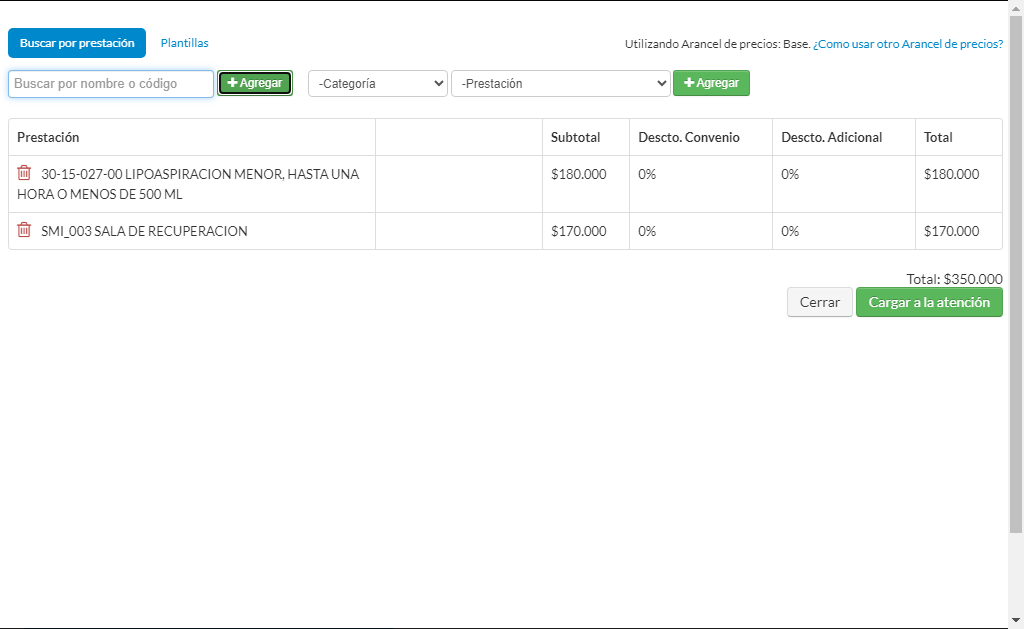 Buscar por prestación Plantillas Utilizando Arancel de precios: Base. ¿Como usar otro Arancel de precios?
Buscar por nombre o código Agregar -Categoría -Prestación Agregar
Prestación Subtotal Descto. Convenio Descto. Adicional Total
30-15-027-00 LIPOASPIRACION MENOR, HASTA UNA $180.000 0% 0% $180.000
HORA O MENOS DE 500 ML
SMI_003 SALA DE RECUPERACION $170.000 0% 0% $170.000
Total: $350.000
Cerrar Cargar a la atención